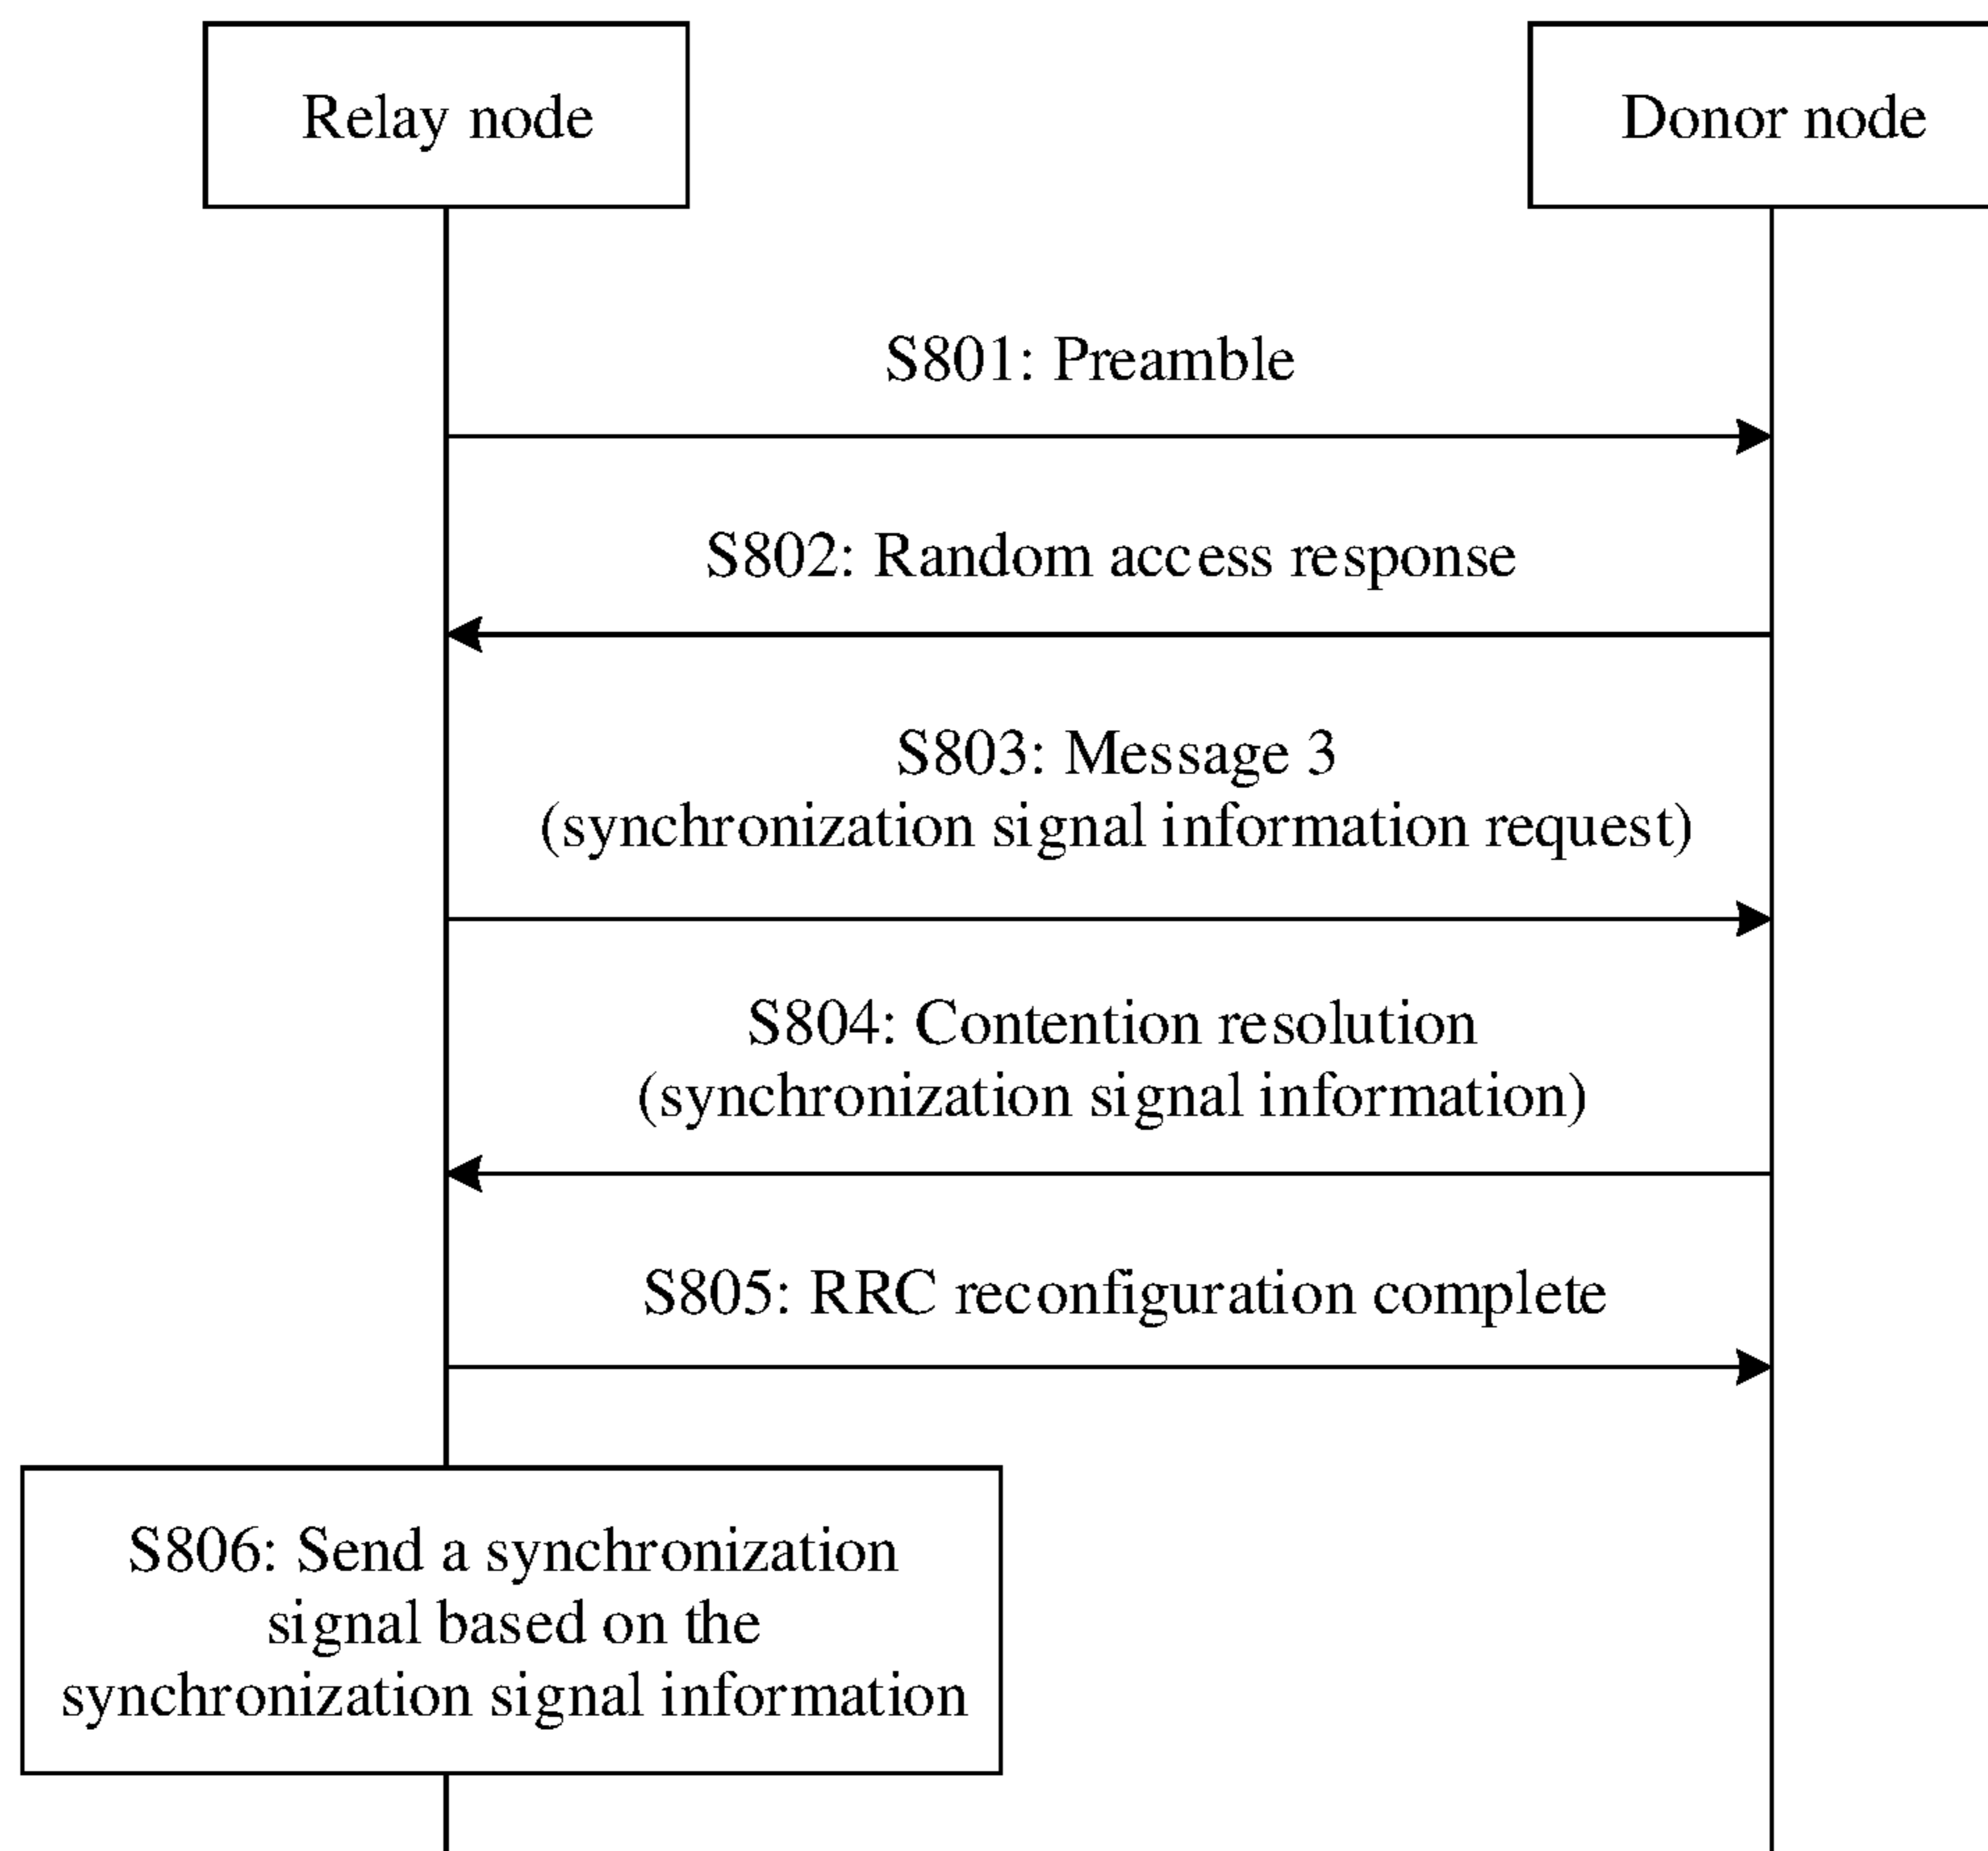 Relay node
Donor node
S801: Preamble
S802: Random access response
S803: Message 3
(synchronization signal information request)
S804: Contention resolution
(synchronization signal information)
S805: RRC reconfiguration complete
S806: Send a synchronization
signal based on the
synchronization signal information